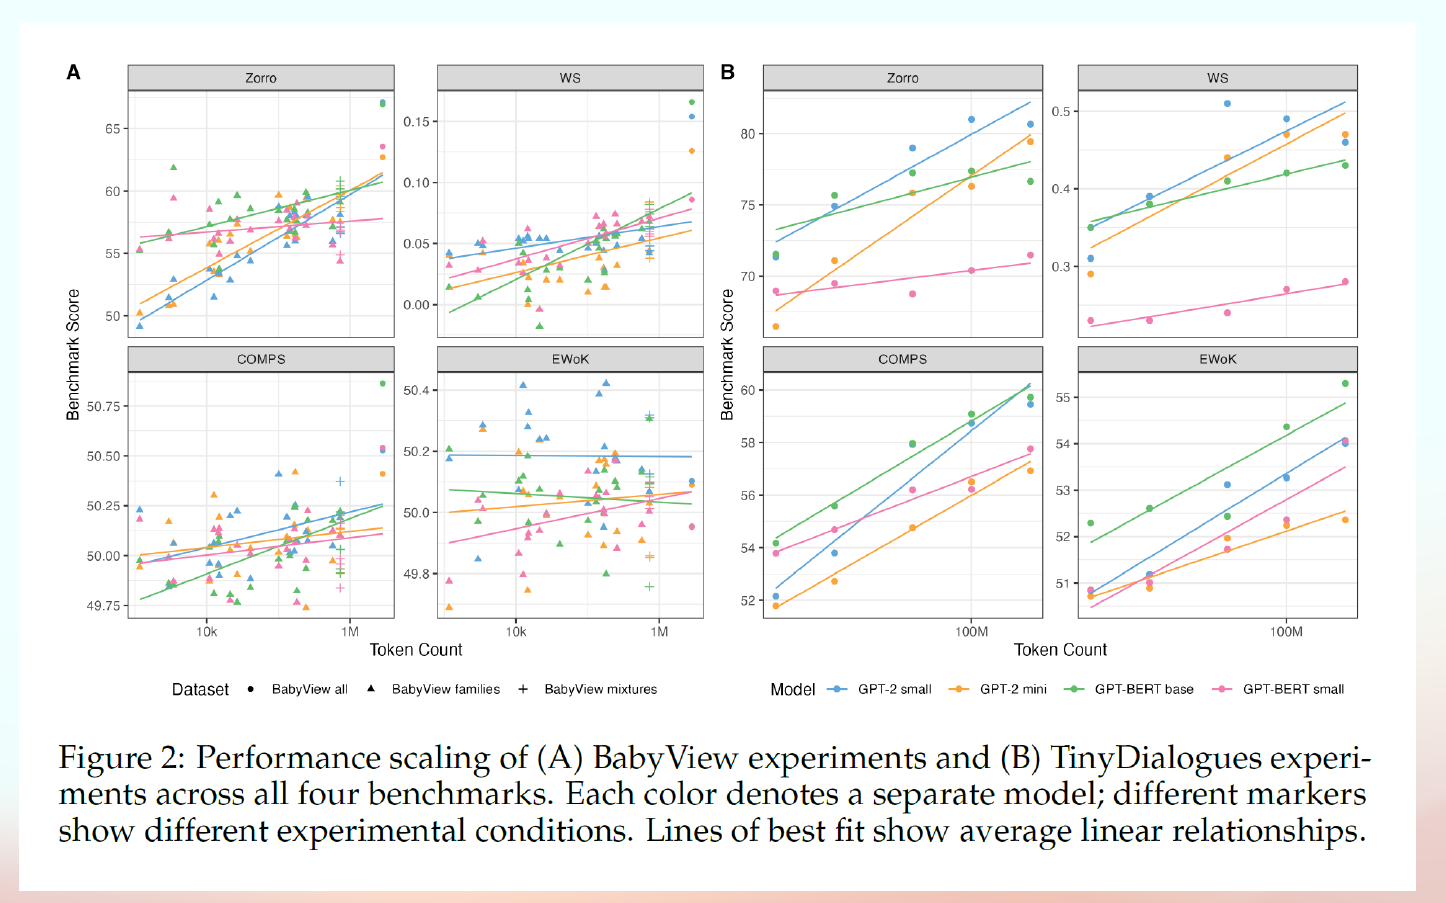 A
Zorro
WS
B
Zorro
WS
65
60
55
50
0.15
0.10
0.05
0.00
80
75
70
0.5
0.4
0.3
Benchmark Score
Benchmark Score
COMPS
EWoK
COMPS
EWoK
50.75
50.50
50.25
50.00
49.75
50.4
50.2
50.0
49.8
60
58
56
54
52
55
54
53
52
51
10k
1M
10k
1M
100M
100M
Token Count
Token Count
Dataset BabyView all BabyView families BabyView mixtures
Model GPT-2 small GPT-2 mini GPT-BERT base GPT-BERT small
Figure 2: Performance scaling of (A) BabyView experiments and (B) TinyDialogues experi-
ments across all four benchmarks. Each color denotes a separate model; different markers
show different experimental conditions. Lines of best fit show average linear relationships.